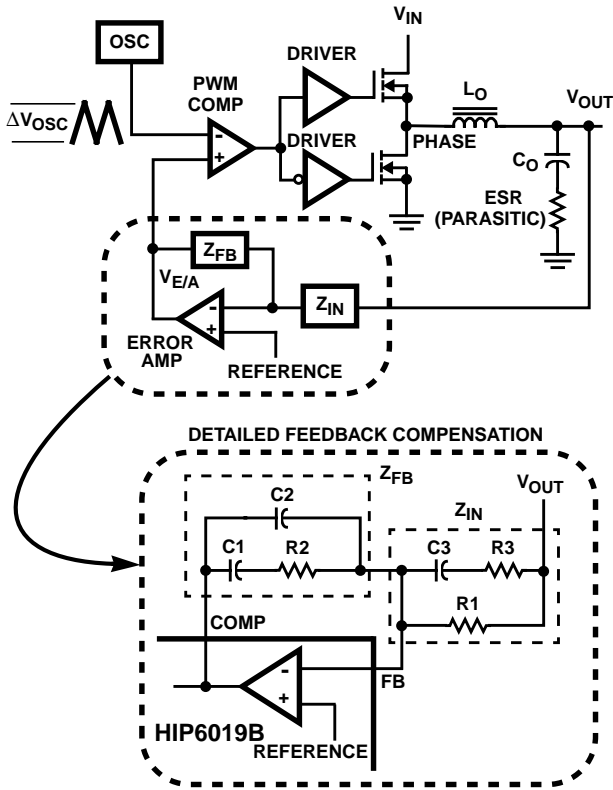 OSC
V_IN
DRIVER
PWM
COMP
L_O
V_OUT
ΔV_OSC
-
+
DRIVER
PHASE
C_O
ESR
(PARASITIC)
Z_FB
V_E/A
Z_IN
-
+
ERROR
AMP
REFERENCE
DETAILED FEEDBACK COMPENSATION
Z_FB
C2
V_OUT
Z_IN
C1
R2
C3
R3
R1
COMP
-
+
FB
HIP6019B
REFERENCE